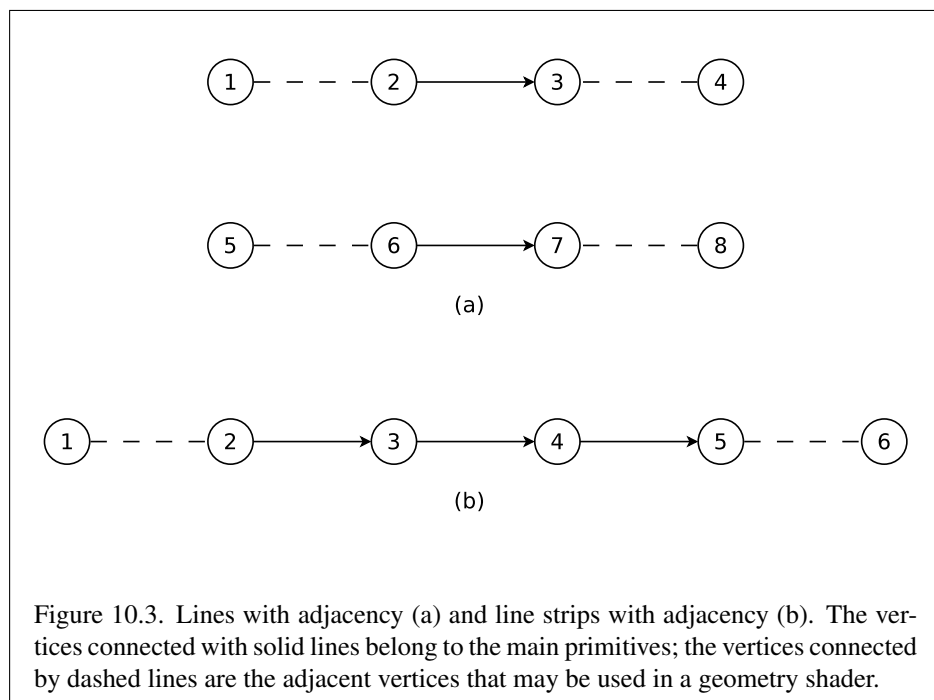 1 2 3 4
5 6 7 8
(a)
1 2 3 4 5 6
(b)
Figure 10.3. Lines with adjacency (a) and line strips with adjacency (b). The ver-
tices connected with solid lines belong to the main primitives; the vertices connected
by dashed lines are the adjacent vertices that may be used in a geometry shader.